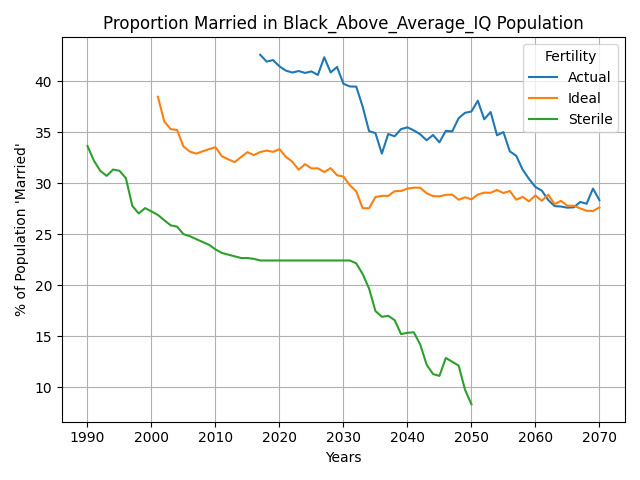 Proportion Married in Black_Above_Average_IQ Population
% of Population 'Married'
40
35
30
25
20
15
10
Fertility
Actual
Ideal
Sterile
1990 2000 2010 2020 2030 2040 2050 2060 2070
Years